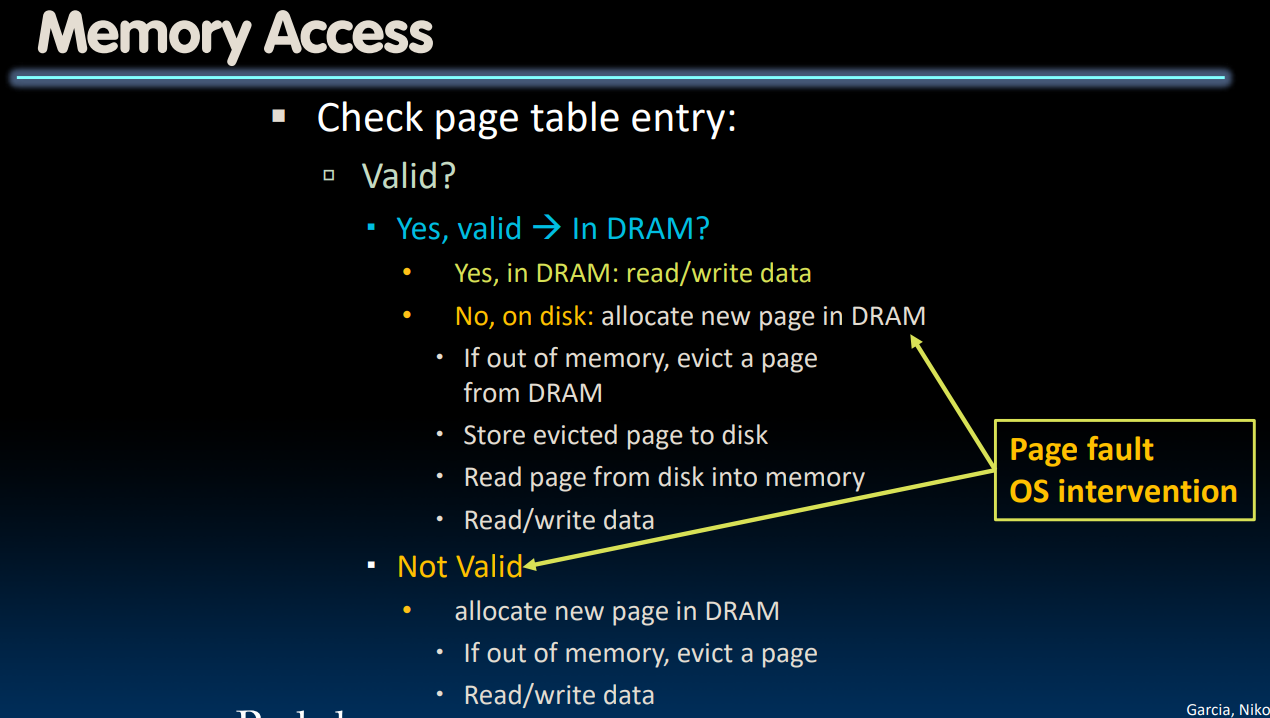 Memory Access
Check page table entry:
Valid?
Yes, valid → In DRAM?
Yes, in DRAM: read/write data
No, on disk: allocate new page in DRAM
If out of memory, evict a page
from DRAM
Store evicted page to disk
Read page from disk into memory
Read/write data
Page fault
OS intervention
Not Valid
allocate new page in DRAM
If out of memory, evict a page
Read/write data
Garcia,